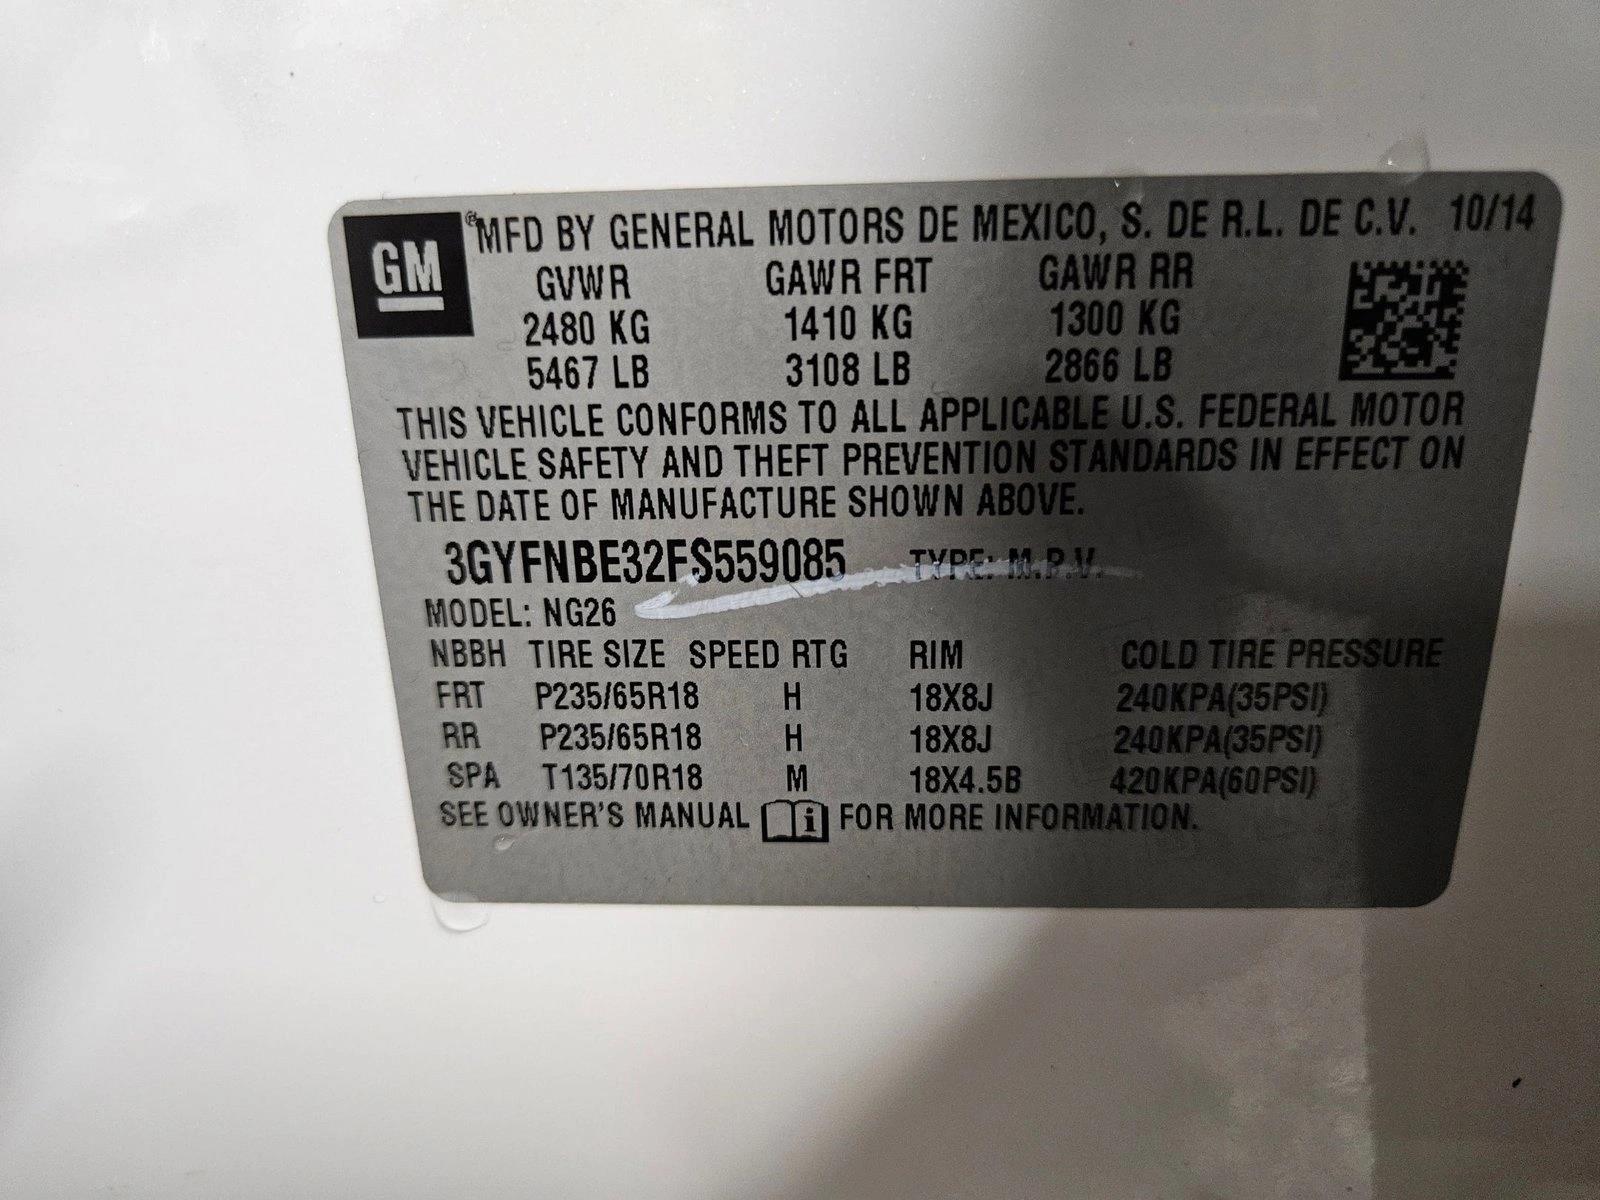 GM ® MFD BY GENERAL MOTORS DE MEXICO, S. DE R.L. DE C.V. 10/14
GVWR GAWR FRT GAWR RR
2480 KG 1410 KG 1300 KG
5467 LB 3108 LB 2866 LB
THIS VEHICLE CONFORMS TO ALL APPLICABLE U.S. FEDERAL MOTOR
VEHICLE SAFETY AND THEFT PREVENTION STANDARDS IN EFFECT ON
THE DATE OF MANUFACTURE SHOWN ABOVE.
3GYFNBE32FS559085 TYPE: M.P.V.
MODEL: NG26
NBBH TIRE SIZE SPEED RTG RIM COLD TIRE PRESSURE
FRT P235/65R18 H 18X8J 240KPA(35PSI)
RR P235/65R18 H 18X8J 240KPA(35PSI)
SPA T135/70R18 M 18X4.5B 420KPA(60PSI)
SEE OWNER'S MANUAL i FOR MORE INFORMATION.